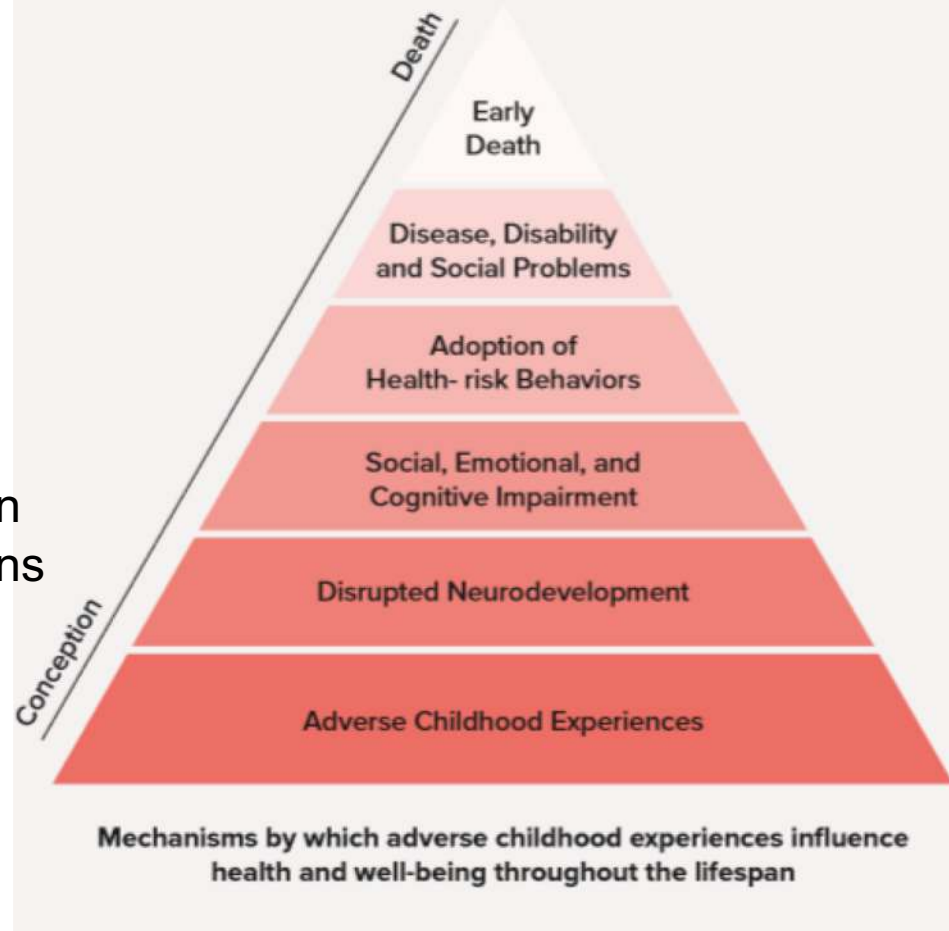 Death
Early
Death
Disease, Disability
and Social Problems
Adoption of
Health- risk Behaviors
Social, Emotional, and
Cognitive Impairment
Disrupted Neurodevelopment
Conception
Adverse Childhood Experiences
Mechanisms by which adverse childhood experiences influence
health and well-being throughout the lifespan